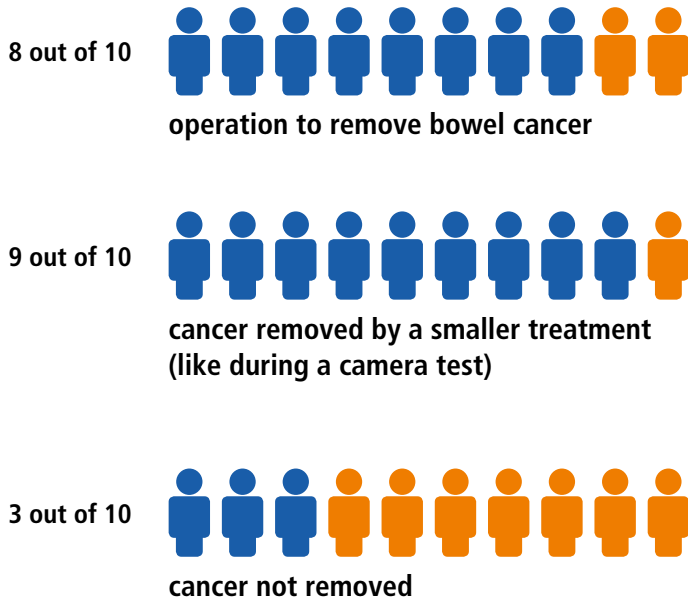 8 out of 10
operation to remove bowel cancer
9 out of 10
cancer removed by a smaller treatment
(like during a camera test)
3 out of 10
cancer not removed